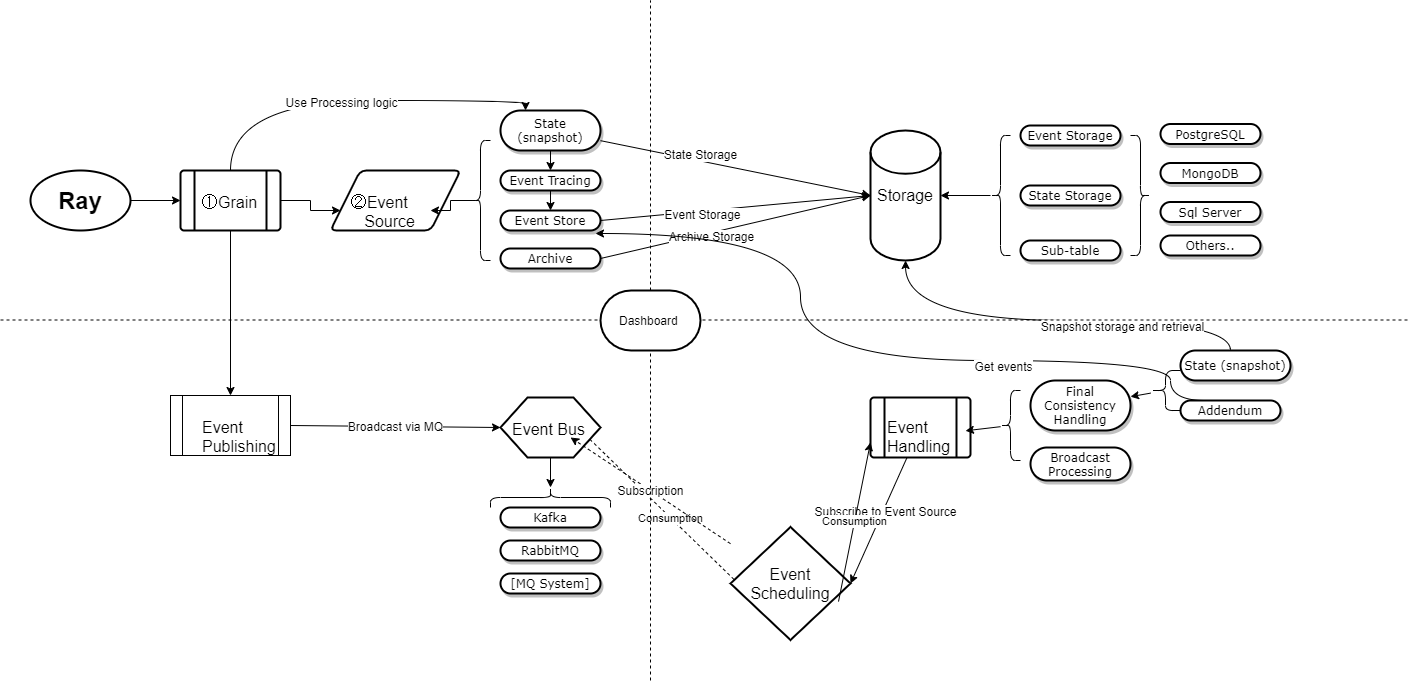 Use Processing logic
State
(snapshot)
Ray
①Grain
②Event
Source
Event Tracing
Event Store
Archive
State Storage
Event Storage
Archive Storage
Storage
Event Storage
State Storage
Sub-table
PostgreSQL
MongoDB
Sql Server
Others..
Dashboard
Snapshot storage and retrieval
Get events
State (snapshot)
Addendum
Final
Consistency
Handling
Broadcast
Processing
Event
Handling
Event
Publishing
Broadcast via MQ
Event Bus
Kafka
RabbitMQ
[MQ System]
Subscription
Consumption
Subscribe to Event Source
Consumption
Event
Scheduling